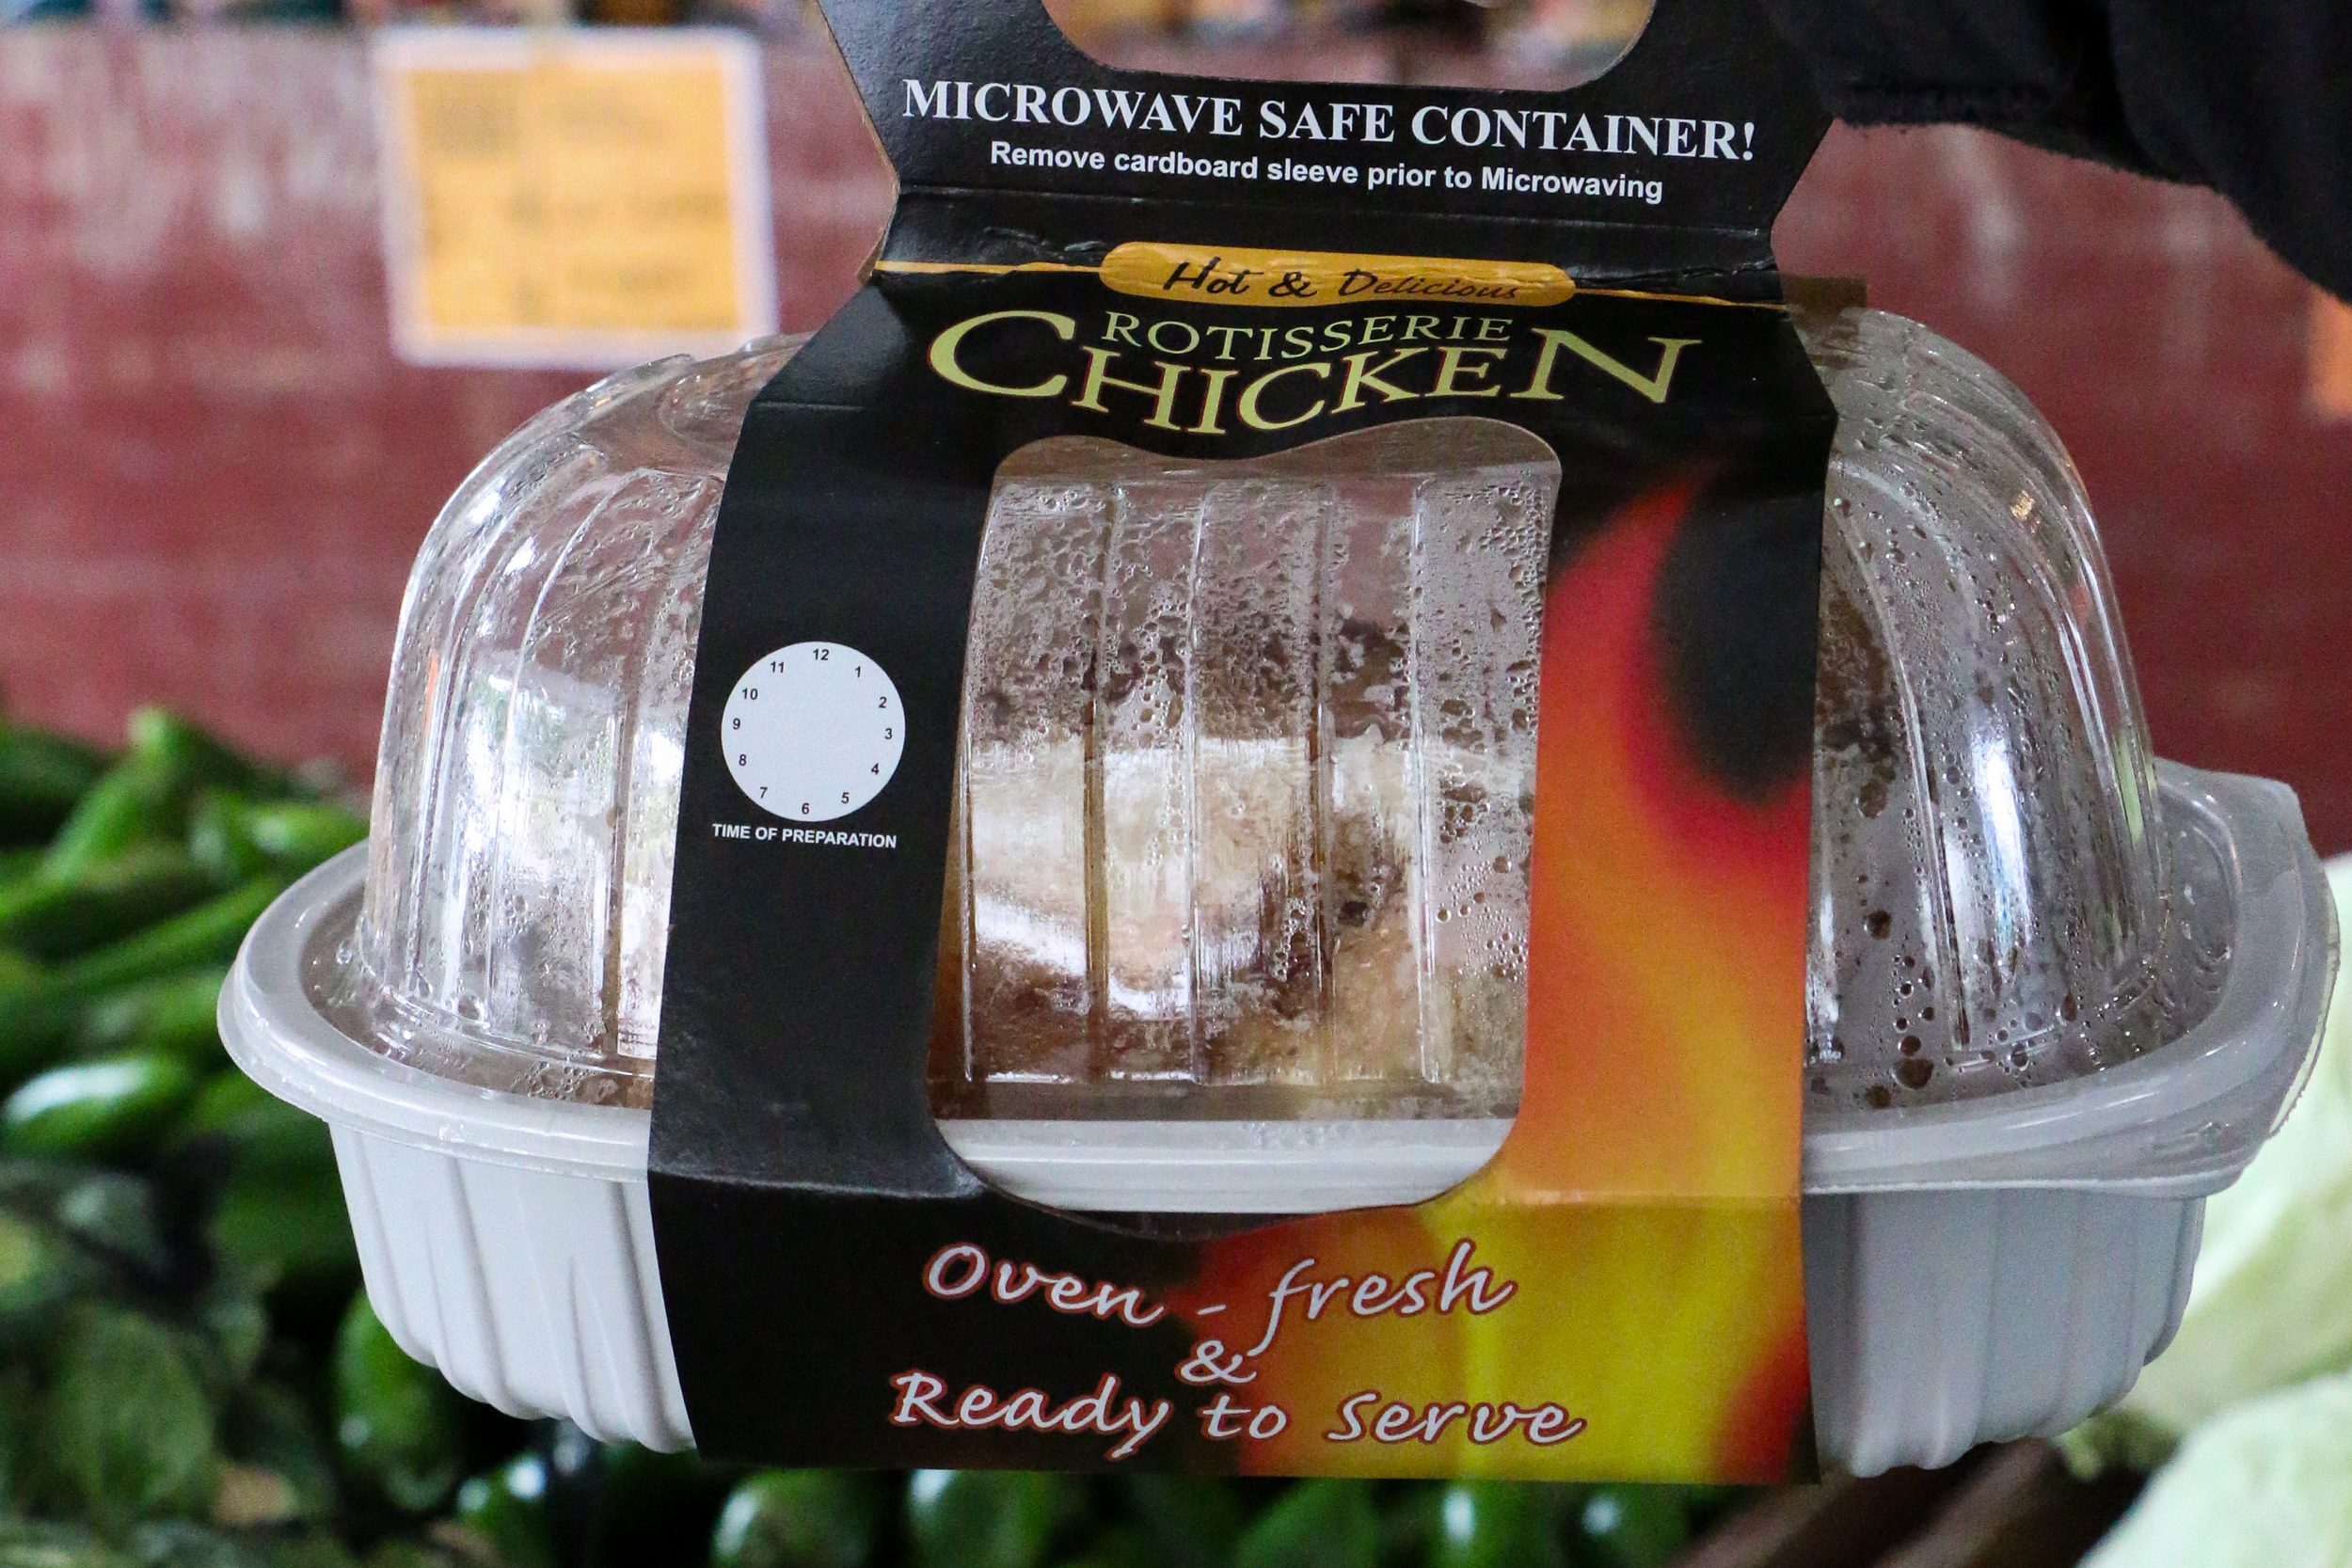 MICROWAVE SAFE CONTAINER!
Remove cardboard sleeve prior to Microwaving
Hot & Delicious
ROTISSERIE
CHICKEN
12
11 1
10 2
9 3
8 4
7 5
6
TIME OF PREPARATION
Oven - fresh
&
Ready to Serve